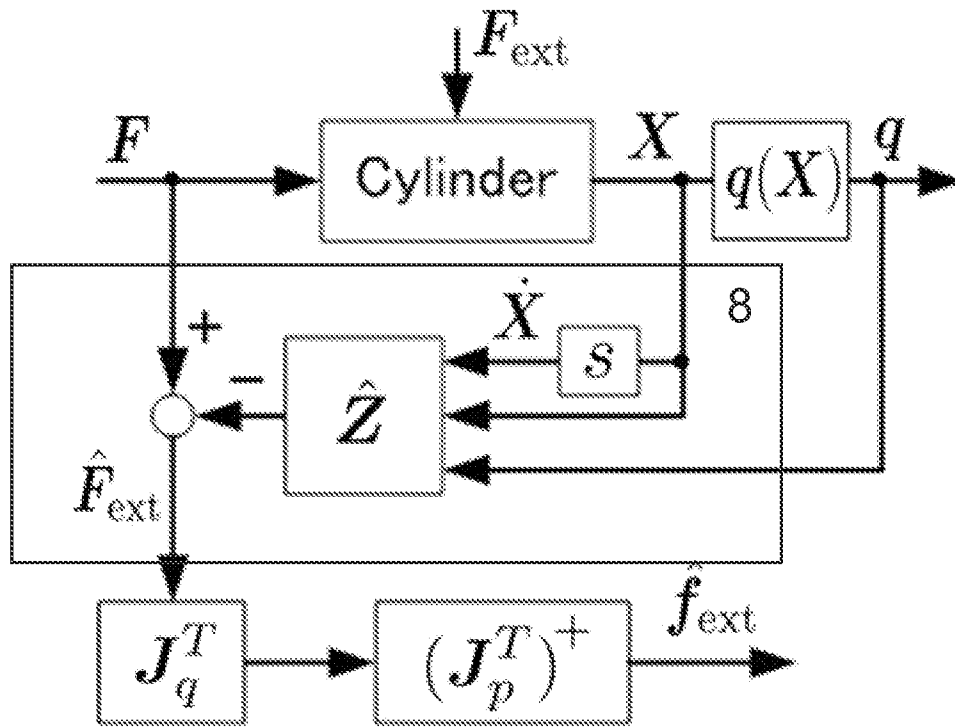 F_ext
F
Cylinder
X
q(X)
q
8
+
−
Ẑ
Ẋ
s
F̂_ext
J_q^T
(J_p^T)^+
f̂_ext